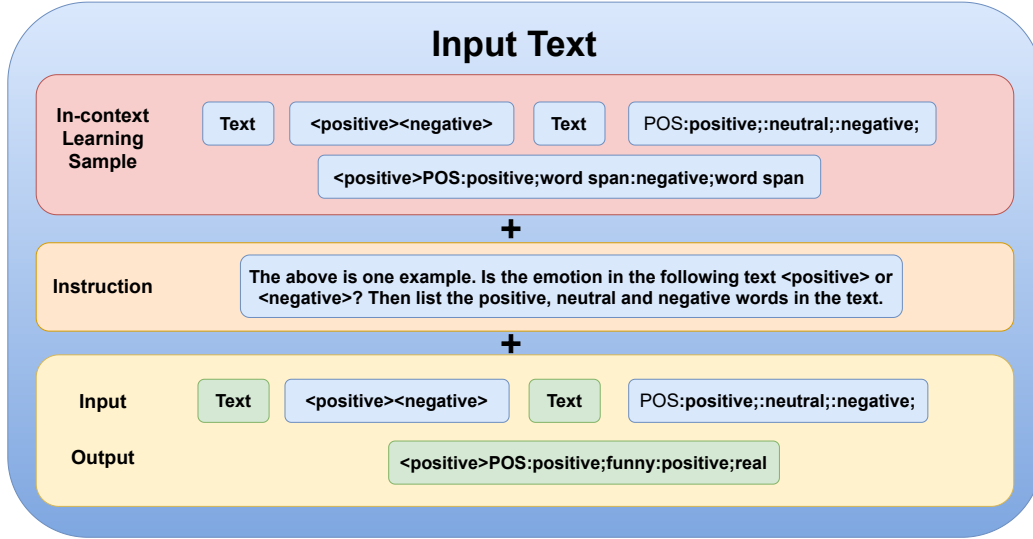 Input Text
In-context
Learning
Sample
Text
<positive><negative>
Text
POS:positive;:neutral;:negative;
<positive>POS:positive;word span:negative;word span
+
Instruction
The above is one example. Is the emotion in the following text <positive> or
<negative>? Then list the positive, neutral and negative words in the text.
+
Input
Text
<positive><negative>
Text
POS:positive;:neutral;:negative;
Output
<positive>POS:positive;funny:positive;real